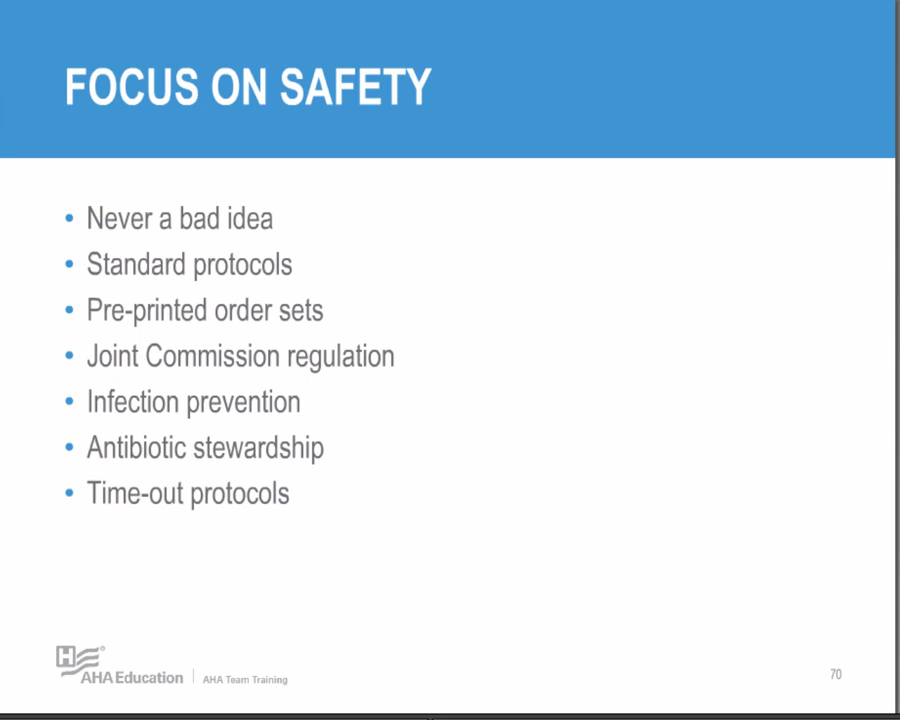 FOCUS ON SAFETY
• Never a bad idea
• Standard protocols
• Pre-printed order sets
• Joint Commission regulation
• Infection prevention
• Antibiotic stewardship
• Time-out protocols
H
AHA Education | AHA Team Training
70